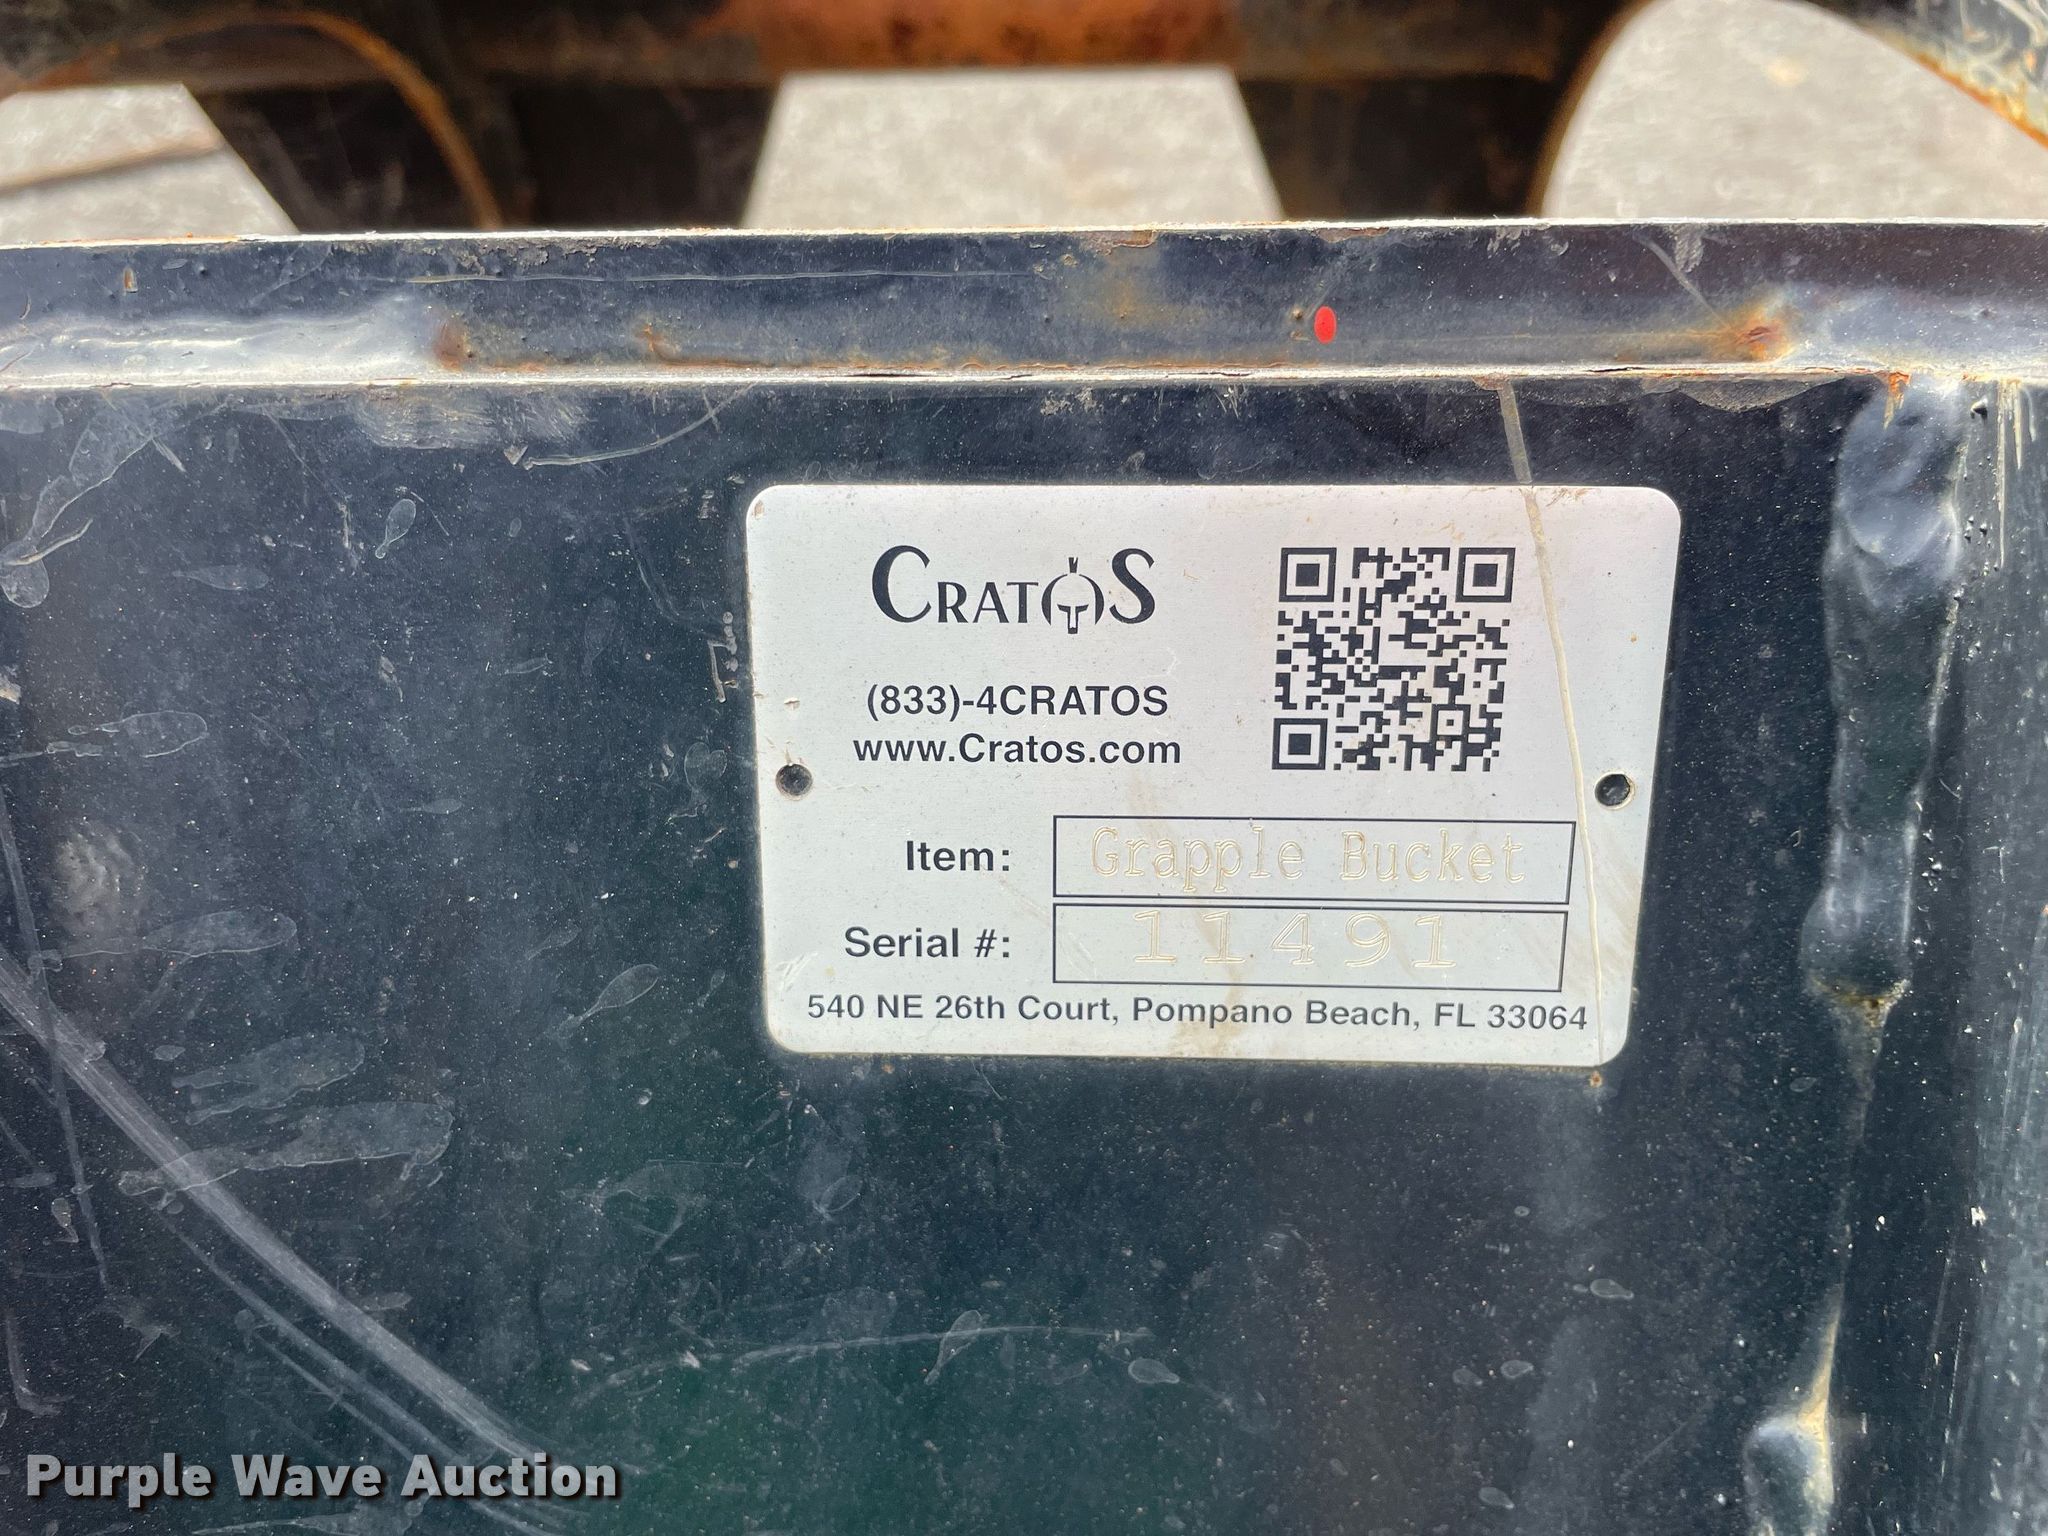 CRATOS
(833)-4CRATOS
www.Cratos.com
Item: Grapple Bucket
Serial #: 11491
540 NE 26th Court, Pompano Beach, FL 33064
Purple Wave Auction